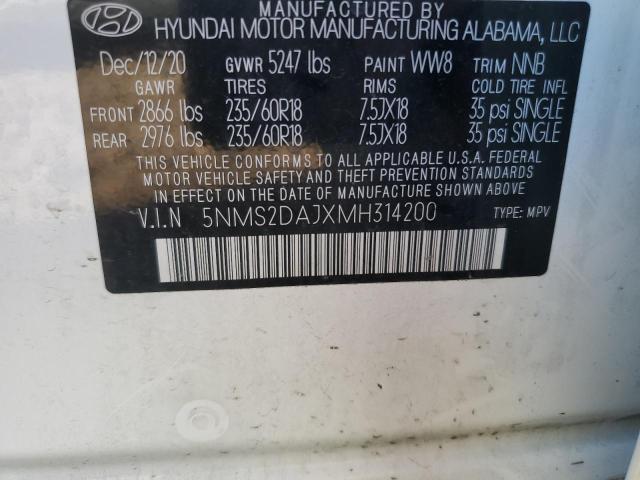 MANUFACTURED BY
HYUNDAI MOTOR MANUFACTURING ALABAMA, LLC
Dec/12/20 GVWR 5247 lbs PAINT WW8 TRIM NNB
GAWR TIRES RIMS COLD TIRE INFL
FRONT 2866 lbs 235/60R18 7.5JX18 35 psi SINGLE
REAR 2976 lbs 235/60R18 7.5JX18 35 psi SINGLE
THIS VEHICLE CONFORMS TO ALL APPLICABLE U.S.A. FEDERAL
MOTOR VEHICLE SAFETY AND THEFT PREVENTION STANDARDS
IN EFFECT ON THE DATE OF MANUFACTURE SHOWN ABOVE
V.I.N 5NMS2DAJXMH314200 TYPE: MPV